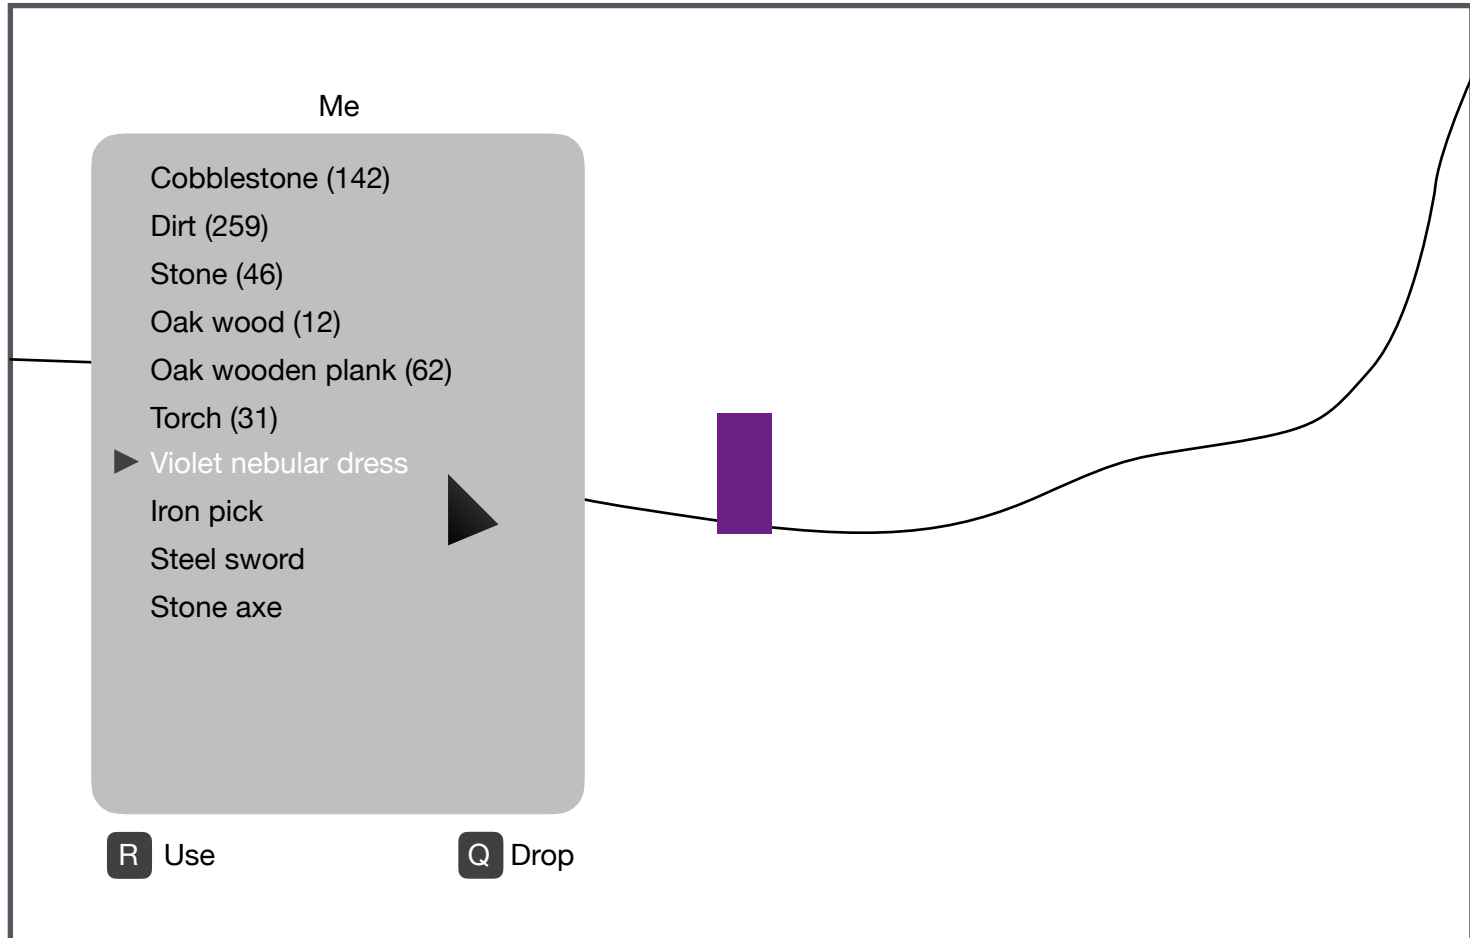 Me
Cobblestone (142)
Dirt (259)
Stone (46)
Oak wood (12)
Oak wooden plank (62)
Torch (31)
Violet nebular dress
Iron pick
Steel sword
Stone axe
R Use Q Drop